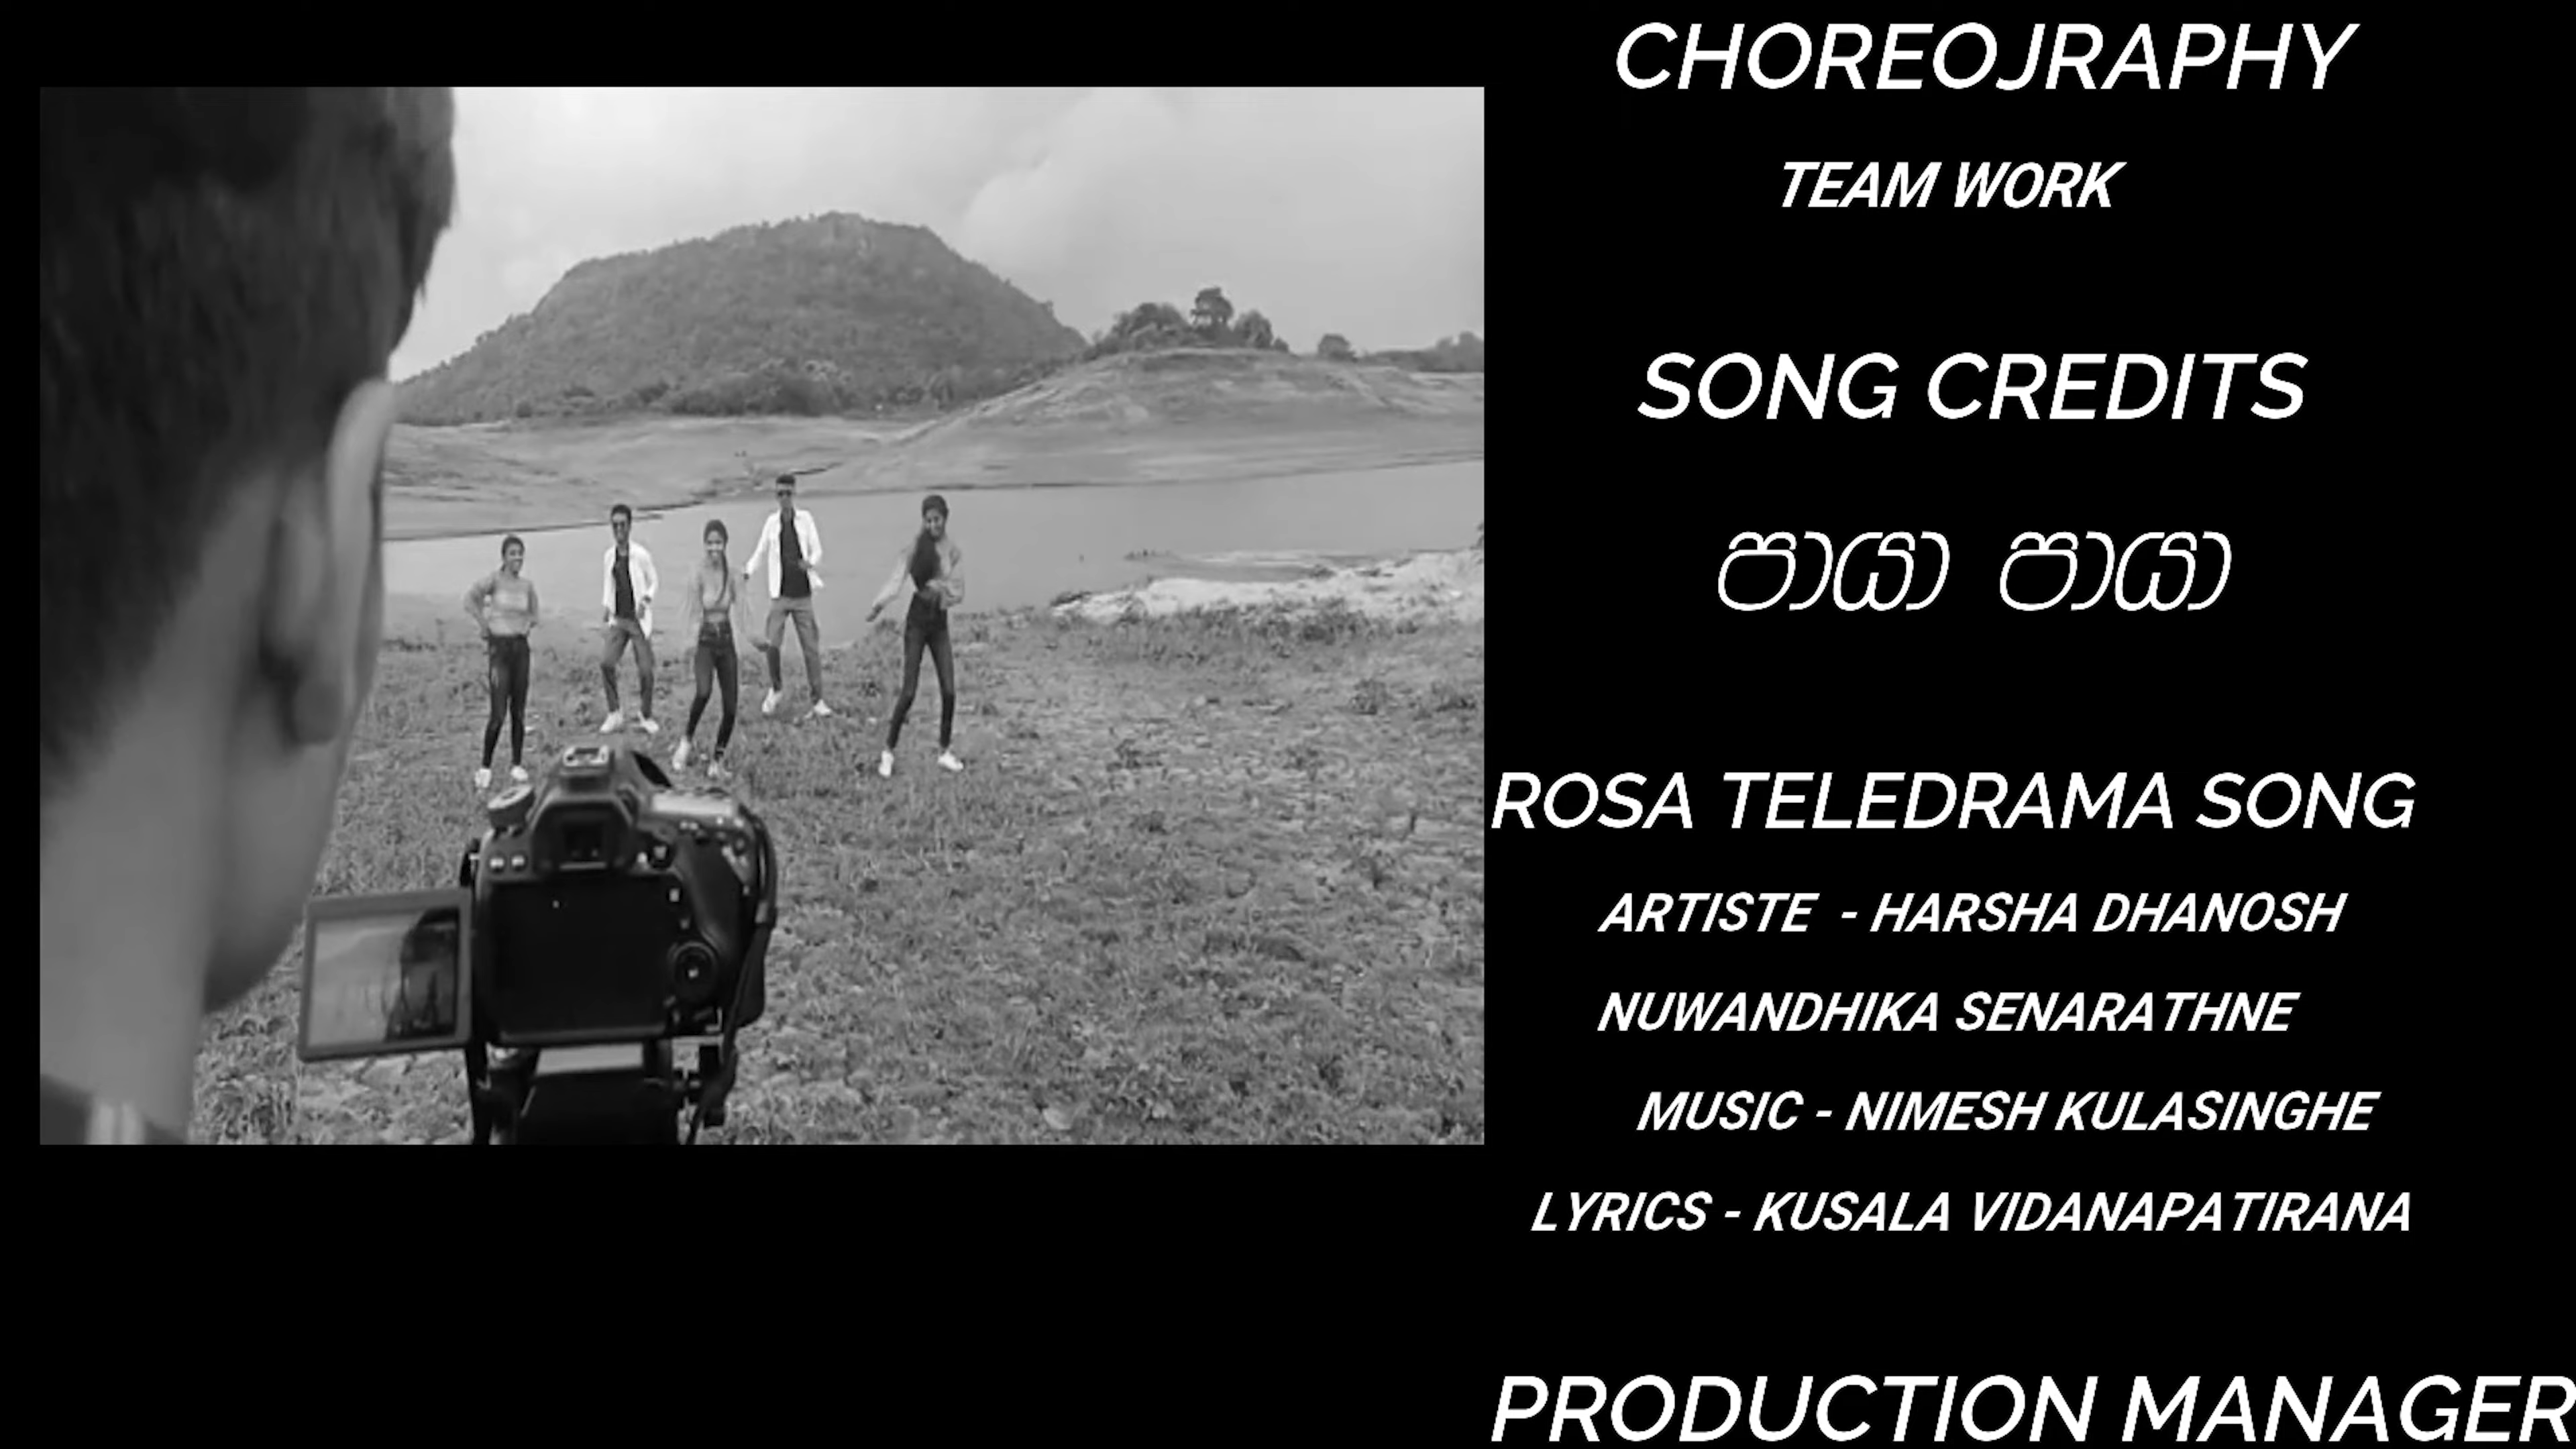 CHOREOJRAPHY
TEAM WORK
SONG CREDITS
පායා පායා
ROSA TELEDRAMA SONG
ARTISTE - HARSHA DHANOSH
NUWANDHIKA SENARATHNE
MUSIC - NIMESH KULASINGHE
LYRICS - KUSALA VIDANAPATIRANA
PRODUCTION MANAGER